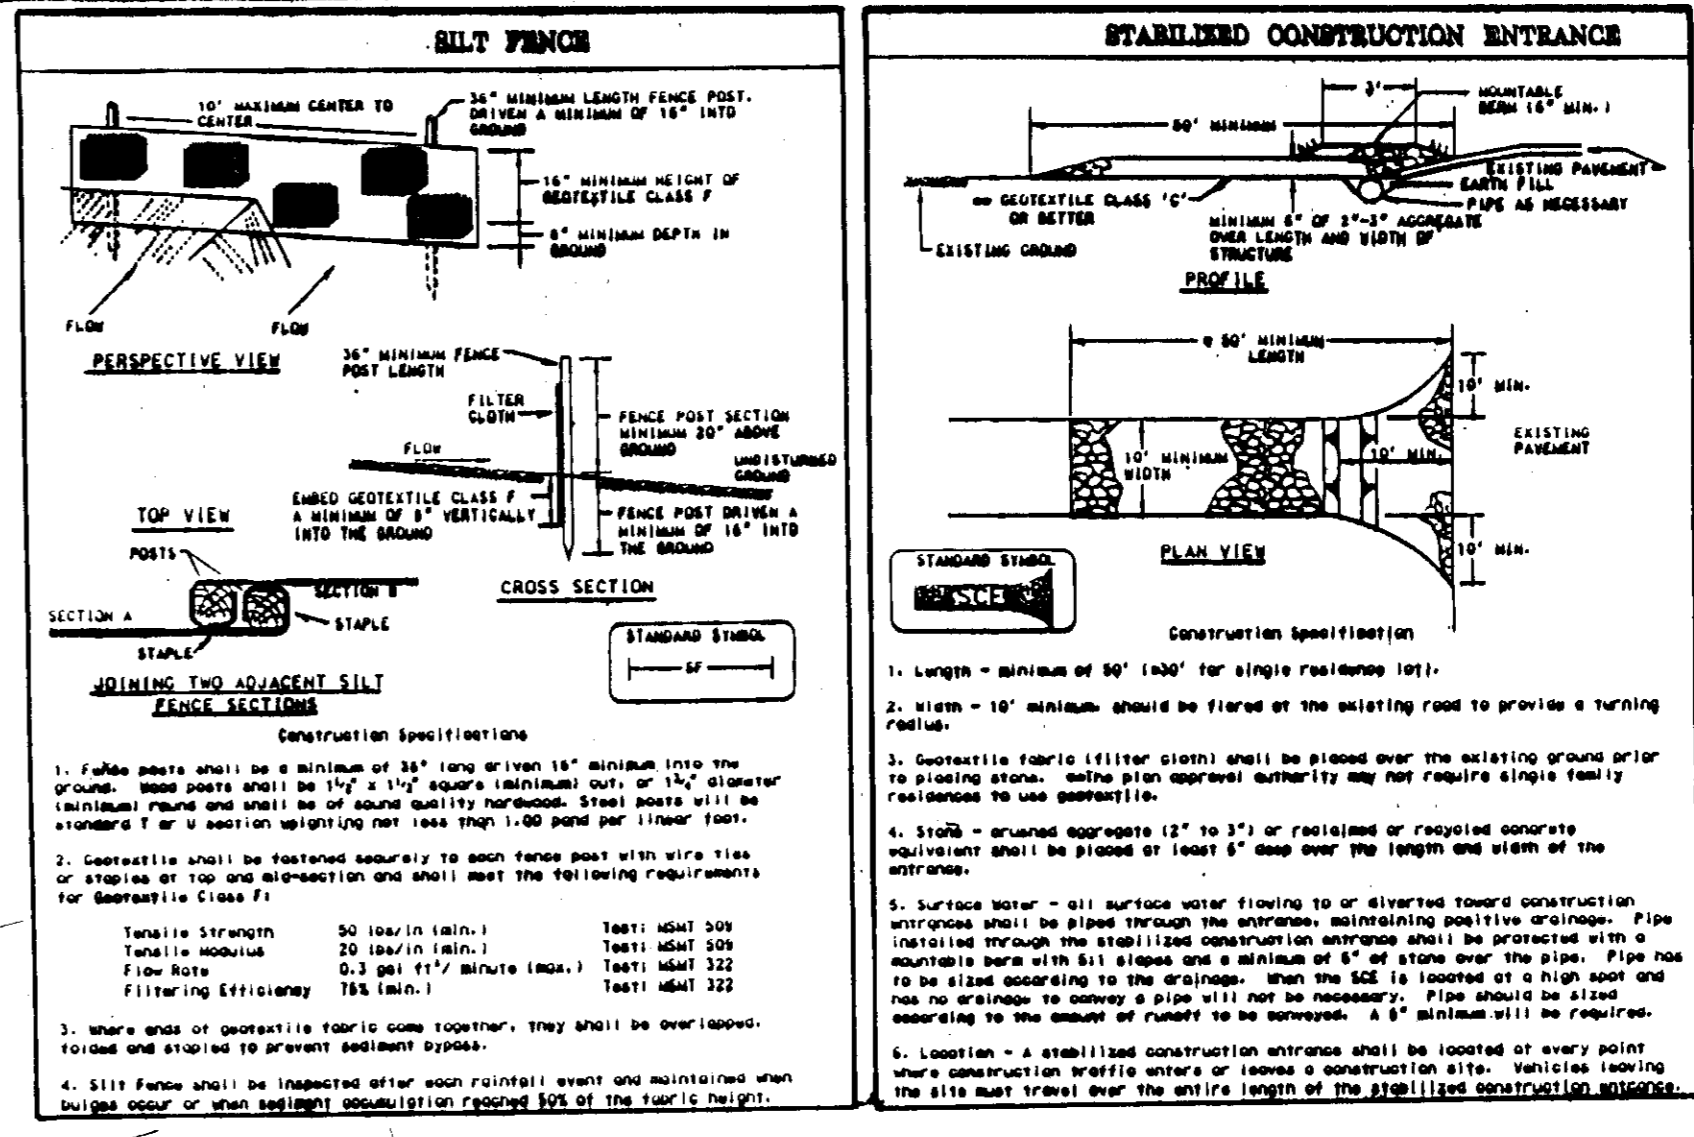 SILT FENCE
10' MAXIMUM CENTER TO
CENTER
36" MINIMUM LENGTH FENCE POST,
DRIVEN A MINIMUM OF 16" INTO
GROUND
16" MINIMUM HEIGHT OF
GEOTEXTILE CLASS F
8" MINIMUM DEPTH IN
GROUND
FLOW
FLOW
PERSPECTIVE VIEW
36" MINIMUM FENCE
POST LENGTH
FILTER
CLOTH
FENCE POST SECTION
MINIMUM 20" ABOVE
GROUND
FLOW
UNDISTURBED
GROUND
EMBED GEOTEXTILE CLASS F
A MINIMUM OF 8" VERTICALLY
INTO THE GROUND
FENCE POST DRIVEN A
MINIMUM OF 16" INTO
THE GROUND
TOP VIEW
POSTS
SECTION B
SECTION A
STAPLE
STAPLE
CROSS SECTION
STANDARD SYMBOL
SF
JOINING TWO ADJACENT SILT
FENCE SECTIONS
Construction Specifications
1. Fence posts shall be a minimum of 36" long driven 16" minimum into the
ground. Wood posts shall be 1½" x 1½" square (minimum) cut, or 1¾" diameter
(minimum) round and shall be of sound quality hardwood. Steel posts will be
standard T or U section weighting not less than 1.00 pond per linear foot.
2. Geotextile shall be fastened securely to each fence post with wire ties
or staples at top and mid-section and shall meet the following requirements
for Geotextile Class F:
Tensile Strength 50 lbs/in (min.) Test: MSMT 509
Tensile Modulus 20 lbs/in (min.) Test: MSMT 509
Flow Rate 0.3 gal ft²/ minute (max.) Test: MSMT 322
Filtering Efficiency 75% (min.) Test: MSMT 322
3. Where ends of geotextile fabric come together, they shall be overlapped,
folded and stapled to prevent sediment bypass.
4. Silt Fence shall be inspected after each rainfall event and maintained when
bulges occur or when sediment accumulation reached 50% of the fabric height.
STABILIZED CONSTRUCTION ENTRANCE
3'
MOUNTABLE
BERM (6" MIN.)
50' MINIMUM
EXISTING PAVEMENT
EARTH FILL
PIPE AS NECESSARY
** GEOTEXTILE CLASS 'C'
OR BETTER
MINIMUM 6" OF 2"-3" AGGREGATE
OVER LENGTH AND WIDTH OF
STRUCTURE
EXISTING GROUND
PROFILE
* 50' MINIMUM
LENGTH
10' MIN.
10' MINIMUM
WIDTH
10' MIN.
EXISTING
PAVEMENT
10' MIN.
PLAN VIEW
STANDARD SYMBOL
SCE
Construction Specification
1. Length - minimum of 50' (*30' for single residence lot).
2. Width - 10' minimum, should be flared at the existing road to provide a turning
radius.
3. Geotextile fabric (filter cloth) shall be placed over the existing ground prior
to placing stone. **The plan approval authority may not require single family
residences to use geotextile.
4. Stone - crushed aggregate (2" to 3") or reclaimed or recycled concrete
equivalent shall be placed at least 6" deep over the length and width of the
entrance.
5. Surface Water - all surface water flowing to or diverted toward construction
entrances shall be piped through the entrance, maintaining positive drainage. Pipe
installed through the stabilized construction entrance shall be protected with a
mountable berm with 5:1 slopes and a minimum of 6" of stone over the pipe. Pipe has
to be sized according to the drainage. When the SCE is located at a high spot and
has no drainage to convey a pipe will not be necessary. Pipe should be sized
according to the amount of runoff to be conveyed. A 6" minimum will be required.
6. Location - A stabilized construction entrance shall be located at every point
where construction traffic enters or leaves a construction site. Vehicles leaving
the site must travel over the entire length of the stabilized construction entrance.